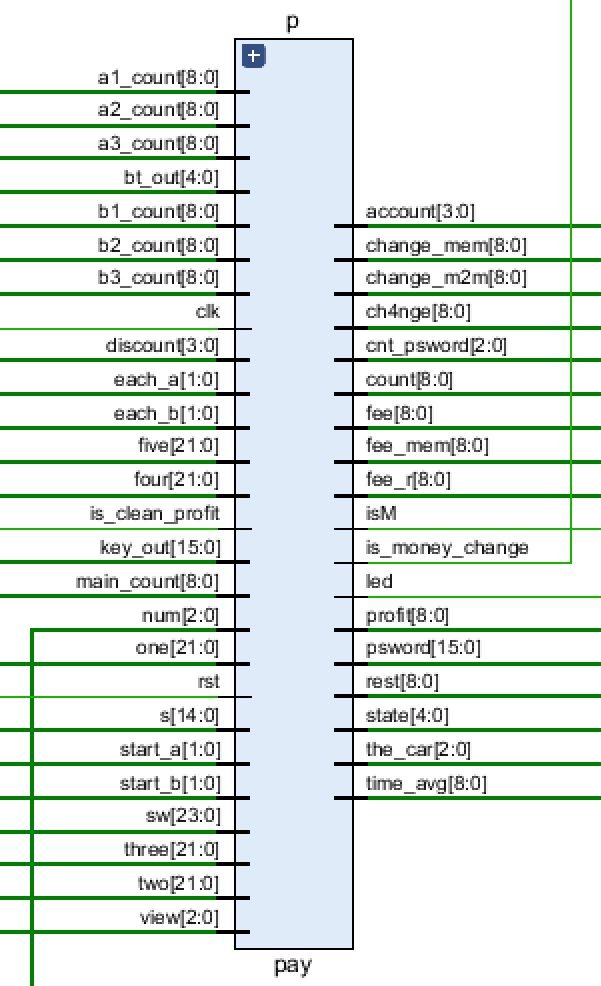 p
a1_count[8:0]
a2_count[8:0]
a3_count[8:0]
bt_out[4:0]
b1_count[8:0]
b2_count[8:0]
b3_count[8:0]
clk
discount[3:0]
each_a[1:0]
each_b[1:0]
five[21:0]
four[21:0]
is_clean_profit
key_out[15:0]
main_count[8:0]
num[2:0]
one[21:0]
rst
s[14:0]
start_a[1:0]
start_b[1:0]
sw[23:0]
three[21:0]
two[21:0]
view[2:0]
account[3:0]
change_mem[8:0]
change_m2m[8:0]
ch4nge[8:0]
cnt_psword[2:0]
count[8:0]
fee[8:0]
fee_mem[8:0]
fee_r[8:0]
isM
is_money_change
led
profit[8:0]
psword[15:0]
rest[8:0]
state[4:0]
the_car[2:0]
time_avg[8:0]
pay